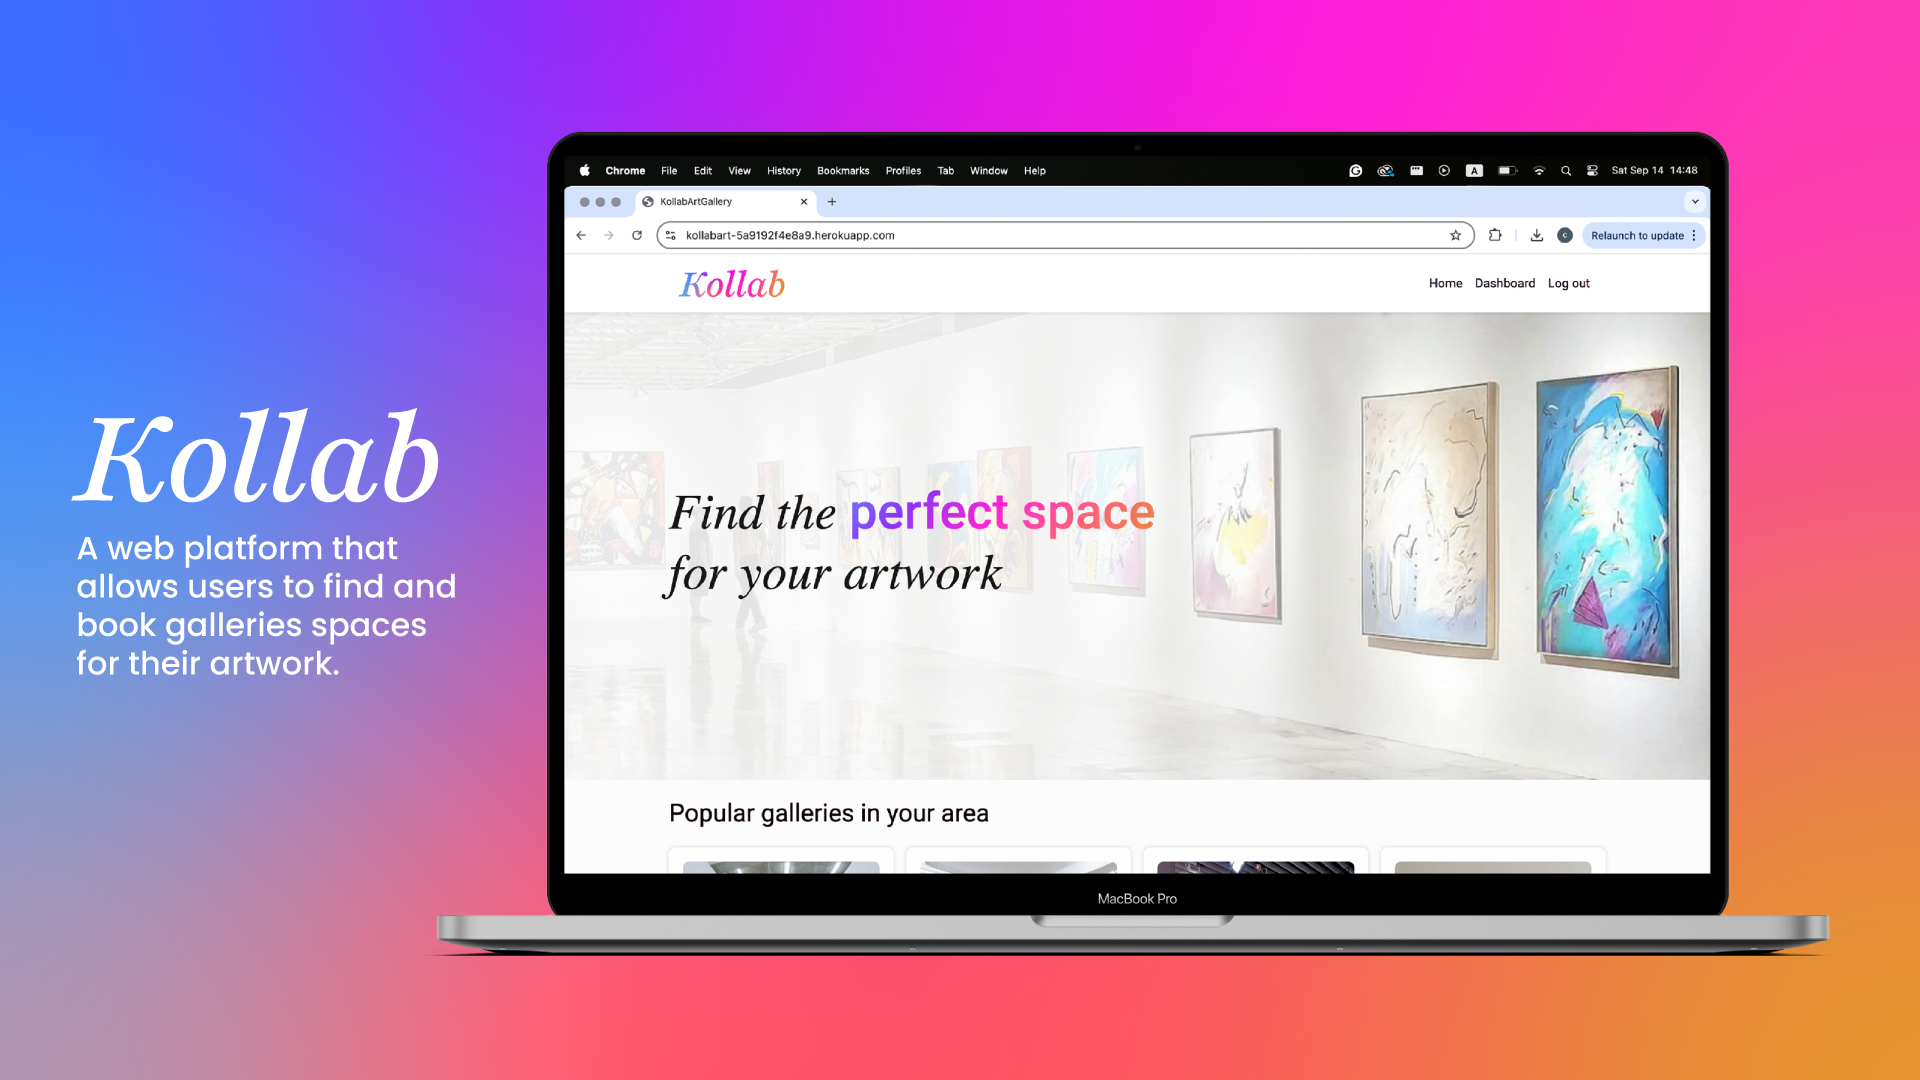 Kollab
A web platform that
allows users to find and
book galleries spaces
for their artwork.
Chrome File Edit View History Bookmarks Profiles Tab Window Help
A
Sat Sep 14 14:48
KollabArtGallery
kollabart-5a9192f4e8a9.herokuapp.com
C
Relaunch to update
Kollab
Home Dashboard Log out
Find the perfect space
for your artwork
Popular galleries in your area
MacBook Pro